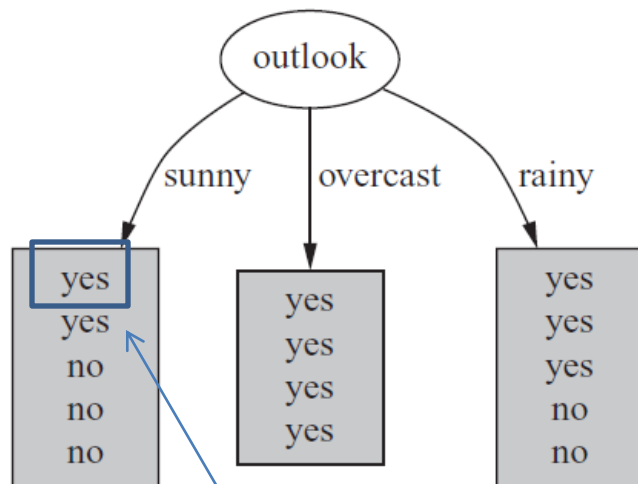 outlook
sunny
overcast
rainy
yes
yes
no
no
no
yes
yes
yes
yes
yes
yes
yes
no
no